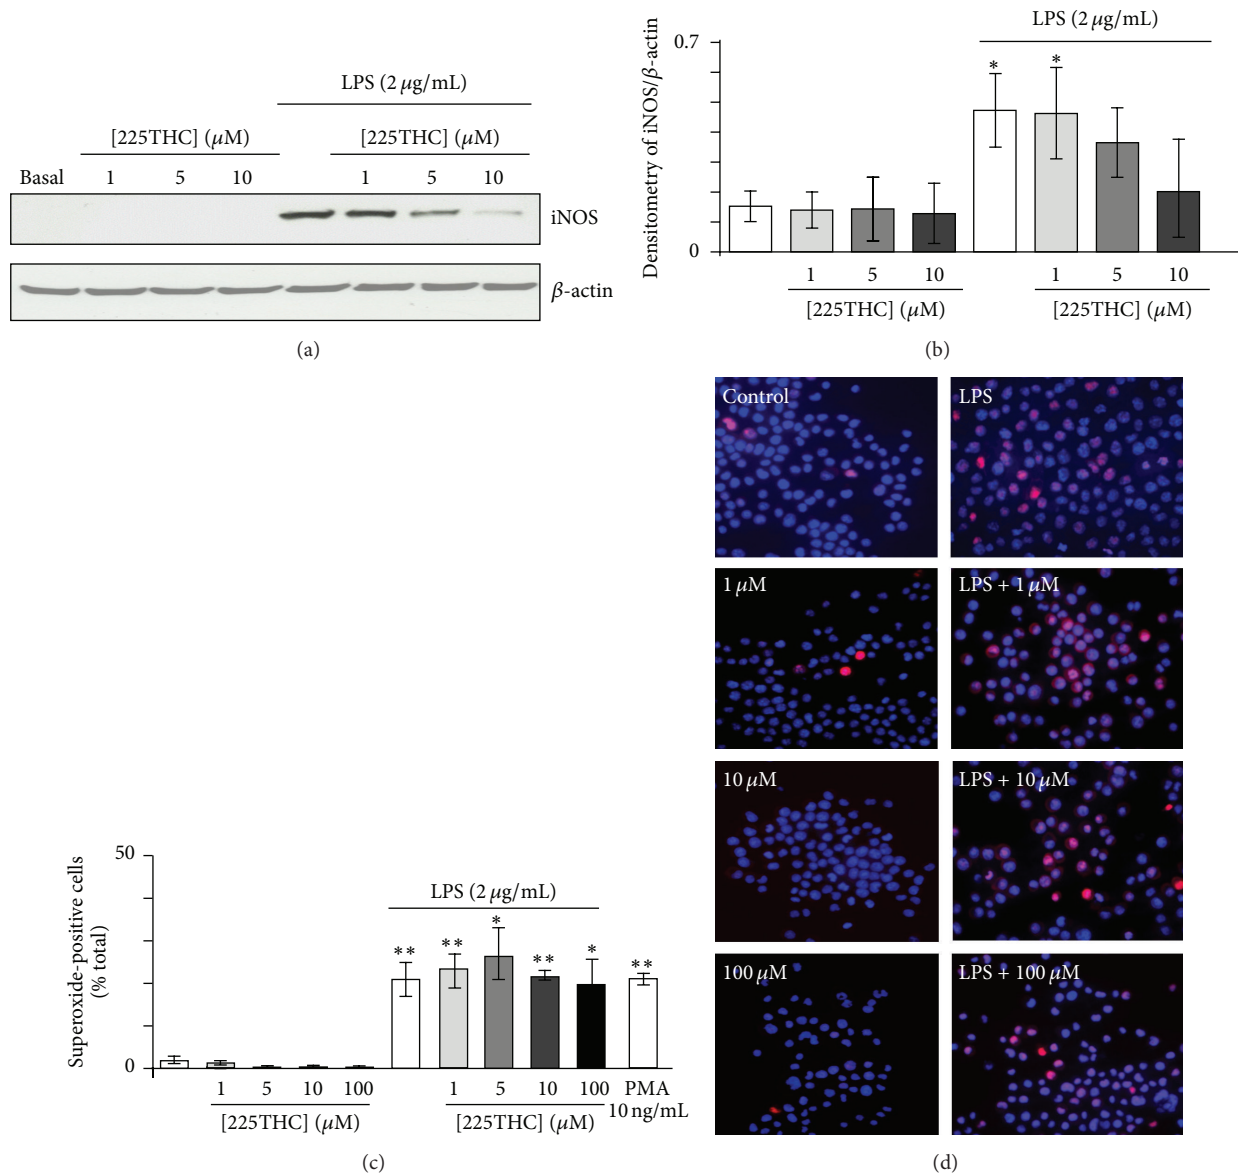 LPS (2 μg/mL)
[225THC] (μM) [225THC] (μM)
Basal 1 5 10 1 5 10
iNOS
β-actin
(a)
Densitometry of iNOS/β-actin
LPS (2 μg/mL)
0.7
* *
0
1 5 10 1 5 10
[225THC] (μM) [225THC] (μM)
(b)
Superoxide-positive cells
(% total)
50
LPS (2 μg/mL)
** ** * ** * **
0
1 5 10 100 1 5 10 100 PMA
10 ng/mL
[225THC] (μM) [225THC] (μM)
(c)
Control LPS
1 μM LPS + 1 μM
10 μM LPS + 10 μM
100 μM LPS + 100 μM
(d)